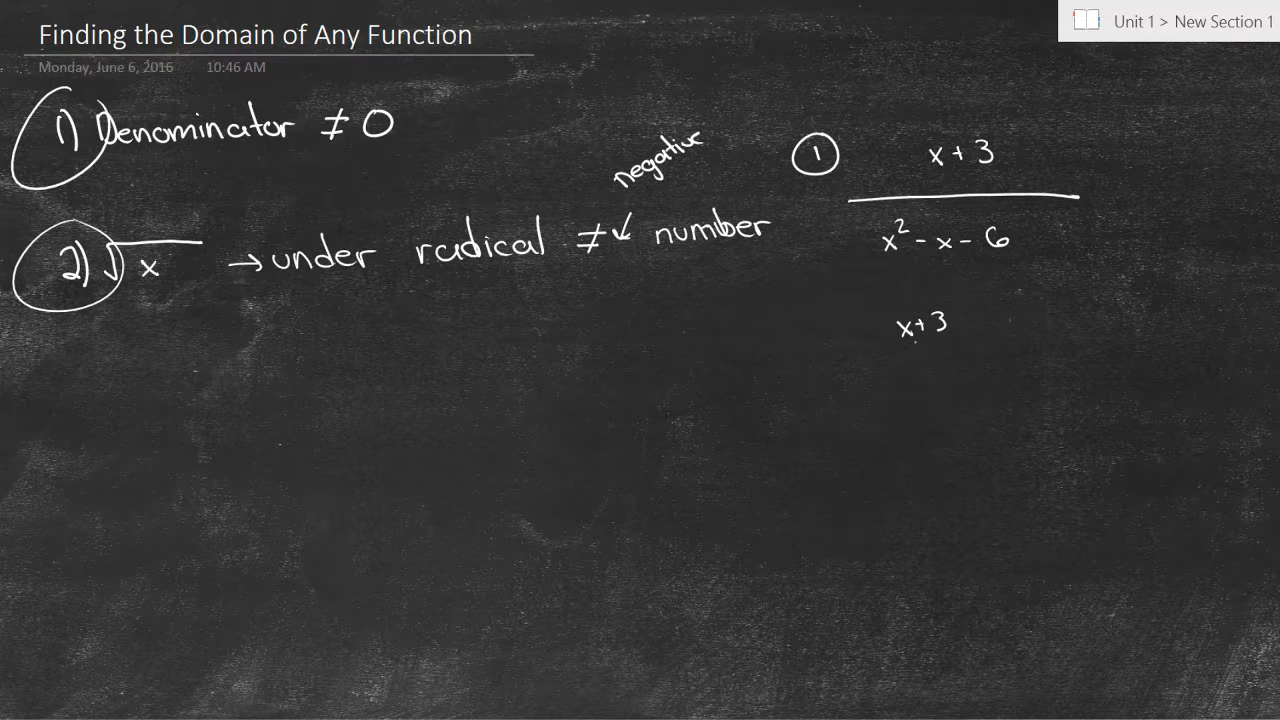 Finding the Domain of Any Function
Unit 1 > New Section 1
Monday, June 6, 2016 10:46 AM
1) Denominator ≠ 0
2) √x → under radical ≠ negative number
① x + 3
x² - x - 6
x + 3